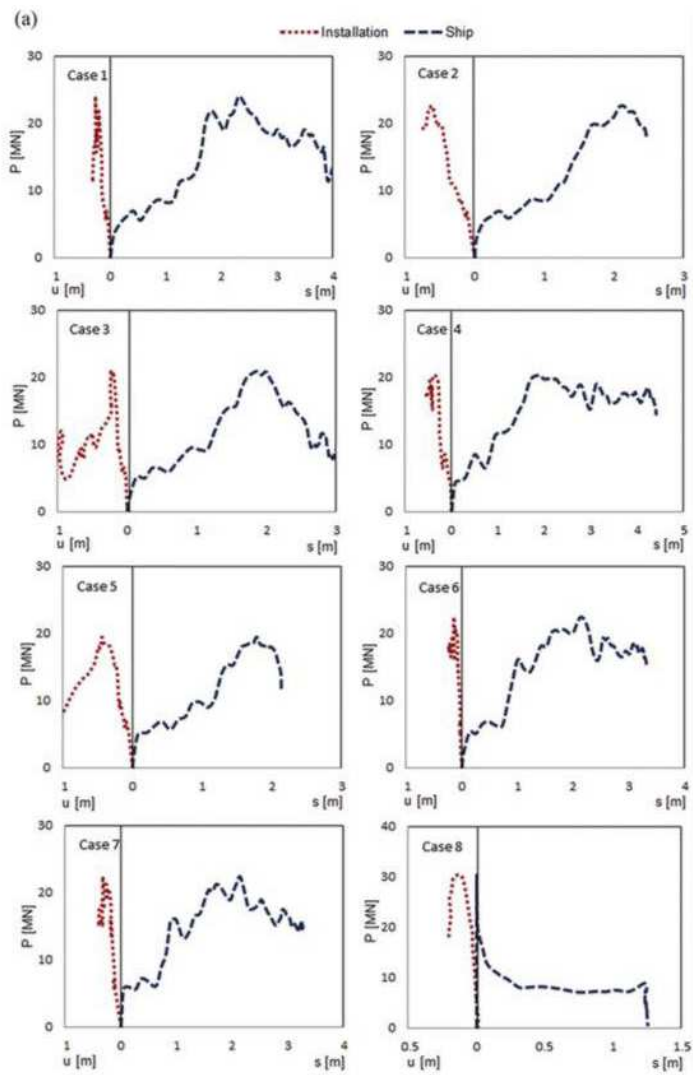 (a)
Installation Ship
Case 1
P [MN]
30
20
10
0
1 0 1 2 3 4
u [m] s [m]
Case 2
P [MN]
30
20
10
0
1 0 1 2 3
u [m] s [m]
Case 3
P [MN]
30
20
10
0
1 0 1 2 3
u [m] s [m]
Case 4
P [MN]
30
20
10
0
1 0 1 2 3 4 5
u [m] s [m]
Case 5
P [MN]
30
20
10
0
1 0 1 2 3
u [m] s [m]
Case 6
P [MN]
30
20
10
0
1 0 1 2 3 4
u [m] s [m]
Case 7
P [MN]
30
20
10
0
1 0 1 2 3 4
u [m] s [m]
Case 8
P [MN]
40
30
20
10
0
0.5 0 0.5 1 1.5
u [m] s [m]